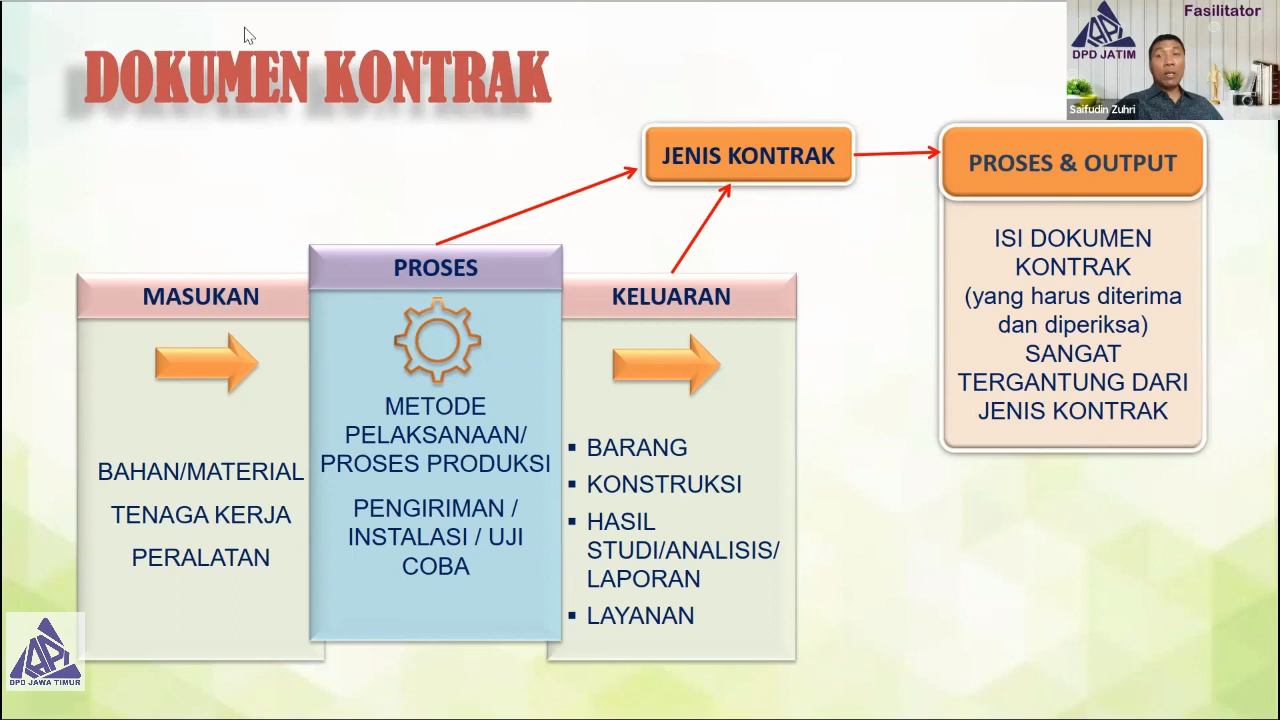 DOKUMEN KONTRAK
Fasilitator
DPD JATIM
Saifudin Zuhri
JENIS KONTRAK
PROSES & OUTPUT
ISI DOKUMEN
KONTRAK
(yang harus diterima
dan diperiksa)
SANGAT
TERGANTUNG DARI
JENIS KONTRAK
MASUKAN
BAHAN/MATERIAL
TENAGA KERJA
PERALATAN
PROSES
METODE
PELAKSANAAN/
PROSES PRODUKSI
PENGIRIMAN /
INSTALASI / UJI
COBA
KELUARAN
▪ BARANG
▪ KONSTRUKSI
▪ HASIL
STUDI/ANALISIS/
LAPORAN
▪ LAYANAN
DPD JAWA TIMUR